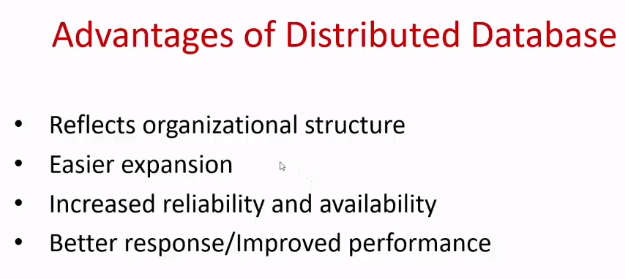 Advantages of Distributed Database
• Reflects organizational structure
• Easier expansion
• Increased reliability and availability
• Better response/Improved performance